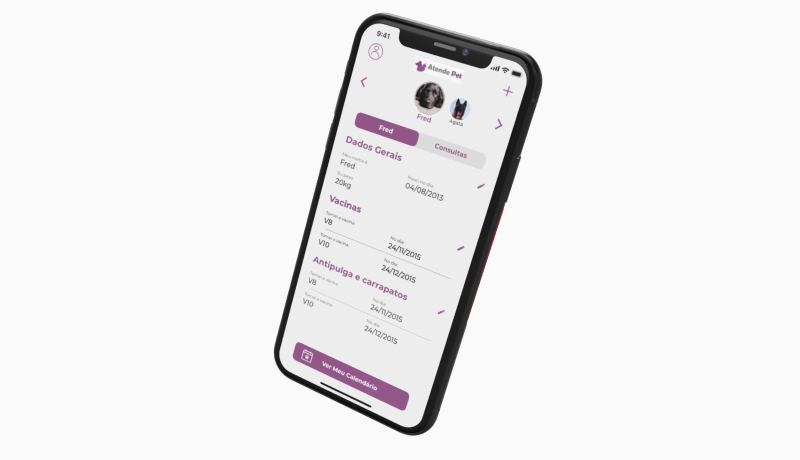 9:41
Atende Pet
Fred
Agata
Fred
Consultas
Dados Gerais
Meu nome é
Fred
Nasci no dia
04/08/2013
Eu peso
20kg
Vacinas
Tomei a vacina
V8
No dia
24/11/2015
Tomei a vacina
V10
No dia
24/12/2015
Antipulga e carrapatos
Tomei a vacina
V8
No dia
24/11/2015
Tomei a vacina
V10
No dia
24/12/2015
Ver Meu Calendário